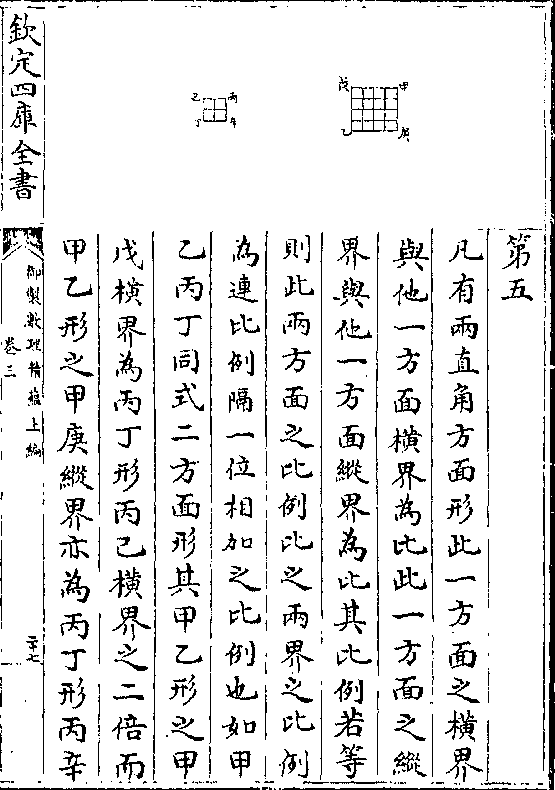 欽定四庫全書
御製數理精蘊上編
卷三
二十七
戊 甲
乙 庚
己 丙
丁 辛
第五
凡有兩直角方面形此一方面之橫界
與他一方面橫界為比此一方面之縱
界與他一方面縱界為比其比例若等
則此兩方面之比例比之兩界之比例
為連比例隔一位相加之比例也如甲
乙丙丁同式二方面形其甲乙形之甲
戊橫界為丙丁形丙己橫界之二倍而
甲乙形之甲庚縱界亦為丙丁形丙辛